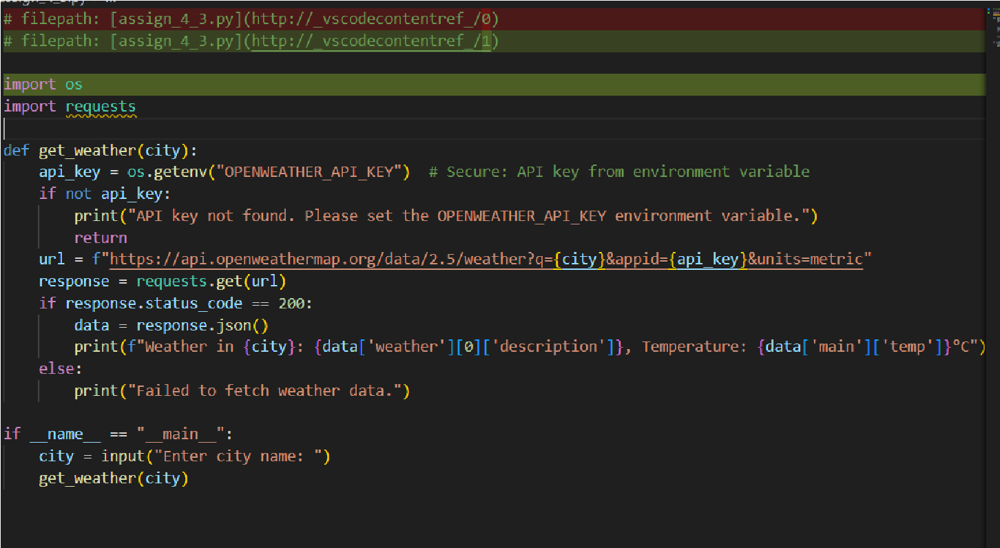 # filepath: [assign_4_3.py](http://_vscodecontentref_/0)
# filepath: [assign_4_3.py](http://_vscodecontentref_/1)
import os
import requests
def get_weather(city):
    api_key = os.getenv("OPENWEATHER_API_KEY")  # Secure: API key from environment variable
    if not api_key:
        print("API key not found. Please set the OPENWEATHER_API_KEY environment variable.")
        return
    url = f"https://api.openweathermap.org/data/2.5/weather?q={city}&appid={api_key}&units=metric"
    response = requests.get(url)
    if response.status_code == 200:
        data = response.json()
        print(f"Weather in {city}: {data['weather'][0]['description']}, Temperature: {data['main']['temp']}°C")
    else:
        print("Failed to fetch weather data.")
if __name__ == "__main__":
    city = input("Enter city name: ")
    get_weather(city)